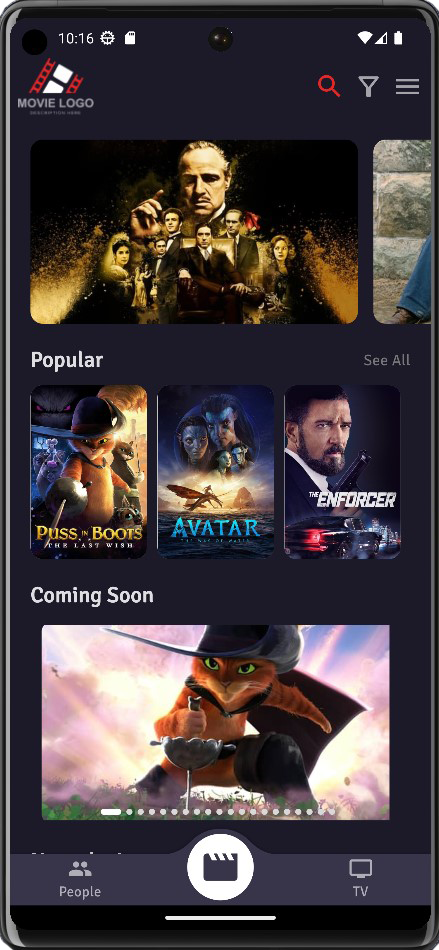 10:16
MOVIE LOGO
DESCRIPTION HERE
Popular
See All
PUSS IN BOOTS
THE LAST WISH
AVATAR
THE WAY OF WATER
THE ENFORCER
Coming Soon
People
TV